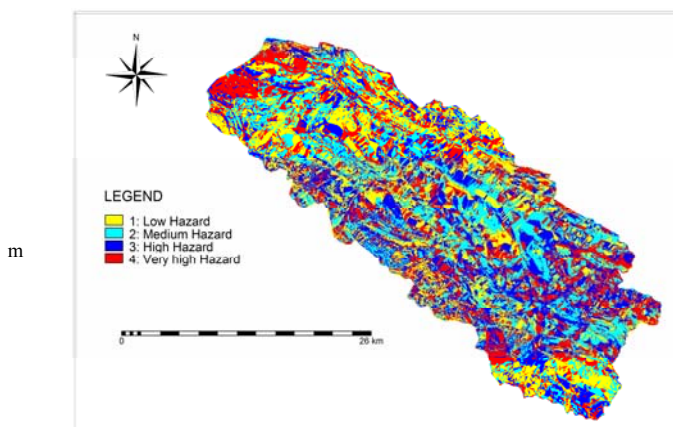 N
LEGEND
1: Low Hazard
2: Medium Hazard
3: High Hazard
4: Very high Hazard
m
0 26 km